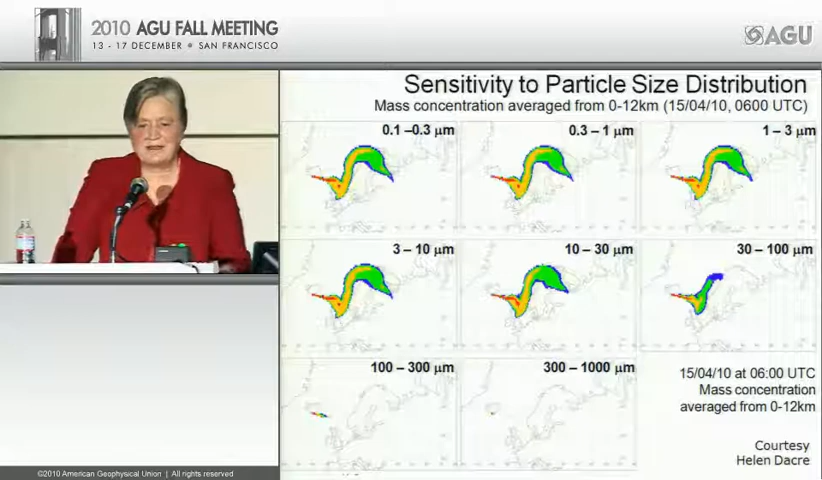 2010 AGU FALL MEETING
13 - 17 DECEMBER • SAN FRANCISCO
AGU
Sensitivity to Particle Size Distribution
Mass concentration averaged from 0-12km (15/04/10, 0600 UTC)
0.1 –0.3 μm
0.3 – 1 μm
1 – 3 μm
3 – 10 μm
10 – 30 μm
30 – 100 μm
100 – 300 μm
300 – 1000 μm
15/04/10 at 06:00 UTC
Mass concentration
averaged from 0-12km
Courtesy
Helen Dacre
©2010 American Geophysical Union | All rights reserved